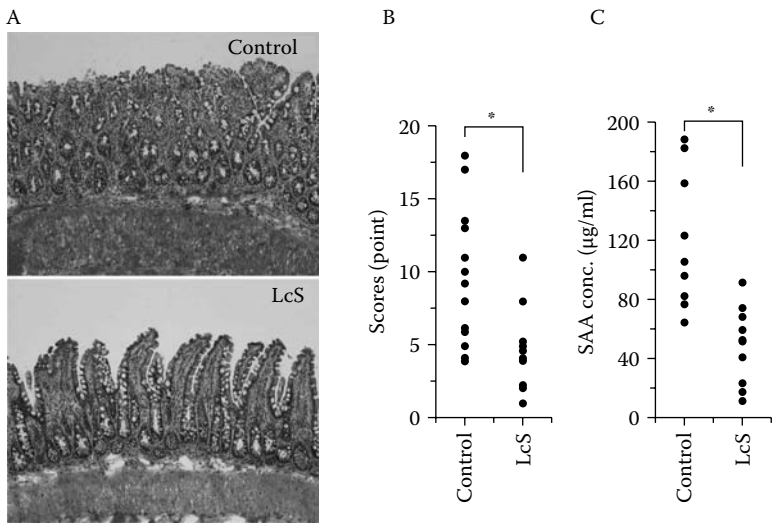 A
Control
LcS
B
*
20
15
10
5
0
Scores (point)
Control
LcS
C
*
200
160
120
80
40
0
SAA conc. (μg/ml)
Control
LcS